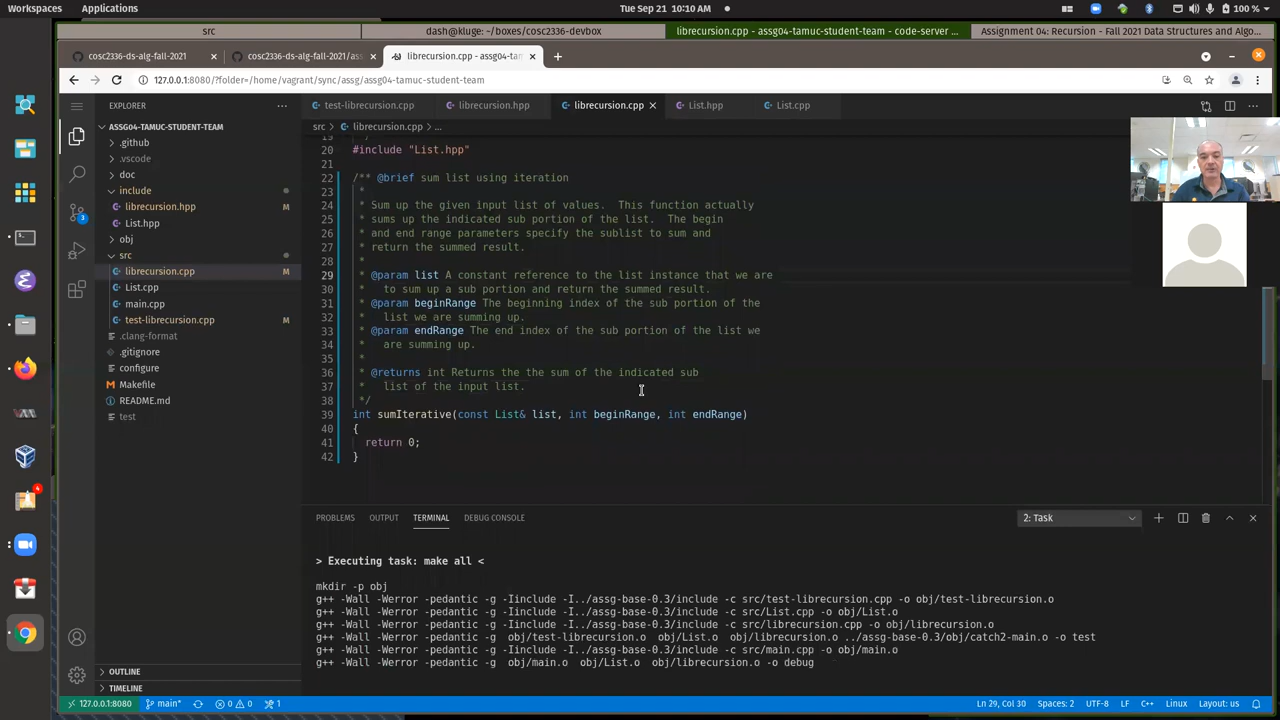 Workspaces Applications Tue Sep 21 10:10 AM 100 %
src dash@kluge: ~/boxes/cosc2336-devbox librecursion.cpp - assg04-tamuc-student-team - code-server ... Assignment 04: Recursion - Fall 2021 Data Structures and Algo...
cosc2336-ds-alg-fall-2021 cosc2336-ds-alg-fall-2021/as librecursion.cpp - assg04-ta
127.0.0.1:8080/?folder=/home/vagrant/sync/assg/assg04-tamuc-student-team
EXPLORER
ASSG04-TAMUC-STUDENT-TEAM
.github
.vscode
doc
include
librecursion.hpp M
List.hpp
obj
src
librecursion.cpp M
List.cpp
main.cpp
test-librecursion.cpp M
.clang-format
.gitignore
configure
Makefile
README.md
test
OUTLINE
TIMELINE
3
4
test-librecursion.cpp librecursion.hpp librecursion.cpp List.hpp List.cpp
src librecursion.cpp ...
19 */
20 #include "List.hpp"
21
22 /** @brief sum list using iteration
23 *
24 * Sum up the given input list of values.  This function actually
25 * sums up the indicated sub portion of the list.  The begin
26 * and end range parameters specify the sublist to sum and
27 * return the summed result.
28 *
29 * @param list A constant reference to the list instance that we are
30 *   to sum up a sub portion and return the summed result.
31 * @param beginRange The beginning index of the sub portion of the
32 *   list we are summing up.
33 * @param endRange The end index of the sub portion of the list we
34 *   are summing up.
35 *
36 * @returns int Returns the the sum of the indicated sub
37 *   list of the input list.
38 */
39 int sumIterative(const List& list, int beginRange, int endRange)
40 {
41   return 0;
42 }
PROBLEMS OUTPUT TERMINAL DEBUG CONSOLE 2: Task
> Executing task: make all <
mkdir -p obj
g++ -Wall -Werror -pedantic -g -Iinclude -I../assg-base-0.3/include -c src/test-librecursion.cpp -o obj/test-librecursion.o
g++ -Wall -Werror -pedantic -g -Iinclude -I../assg-base-0.3/include -c src/List.cpp -o obj/List.o
g++ -Wall -Werror -pedantic -g -Iinclude -I../assg-base-0.3/include -c src/librecursion.cpp -o obj/librecursion.o
g++ -Wall -Werror -pedantic -g  obj/test-librecursion.o  obj/List.o  obj/librecursion.o ../assg-base-0.3/obj/catch2-main.o -o test
g++ -Wall -Werror -pedantic -g -Iinclude -I../assg-base-0.3/include -c src/main.cpp -o obj/main.o
g++ -Wall -Werror -pedantic -g  obj/main.o  obj/List.o  obj/librecursion.o -o debug
127.0.0.1:8080 main* 0 0 1 Ln 29, Col 30 Spaces: 2 UTF-8 LF C++ Linux Layout: us